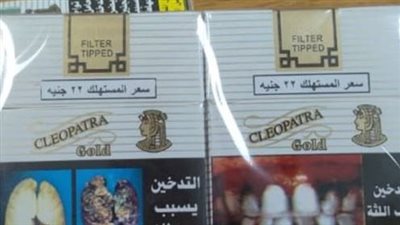 FILTER
TIPPED
سعر المستهلك ٢٢ جنيه
CLEOPATRA
Gold
التدخين
يسبب
FILTER
TIPPED
سعر المستهلك ٢٢ جنيه
CLEOPATRA
Gold
اللثة